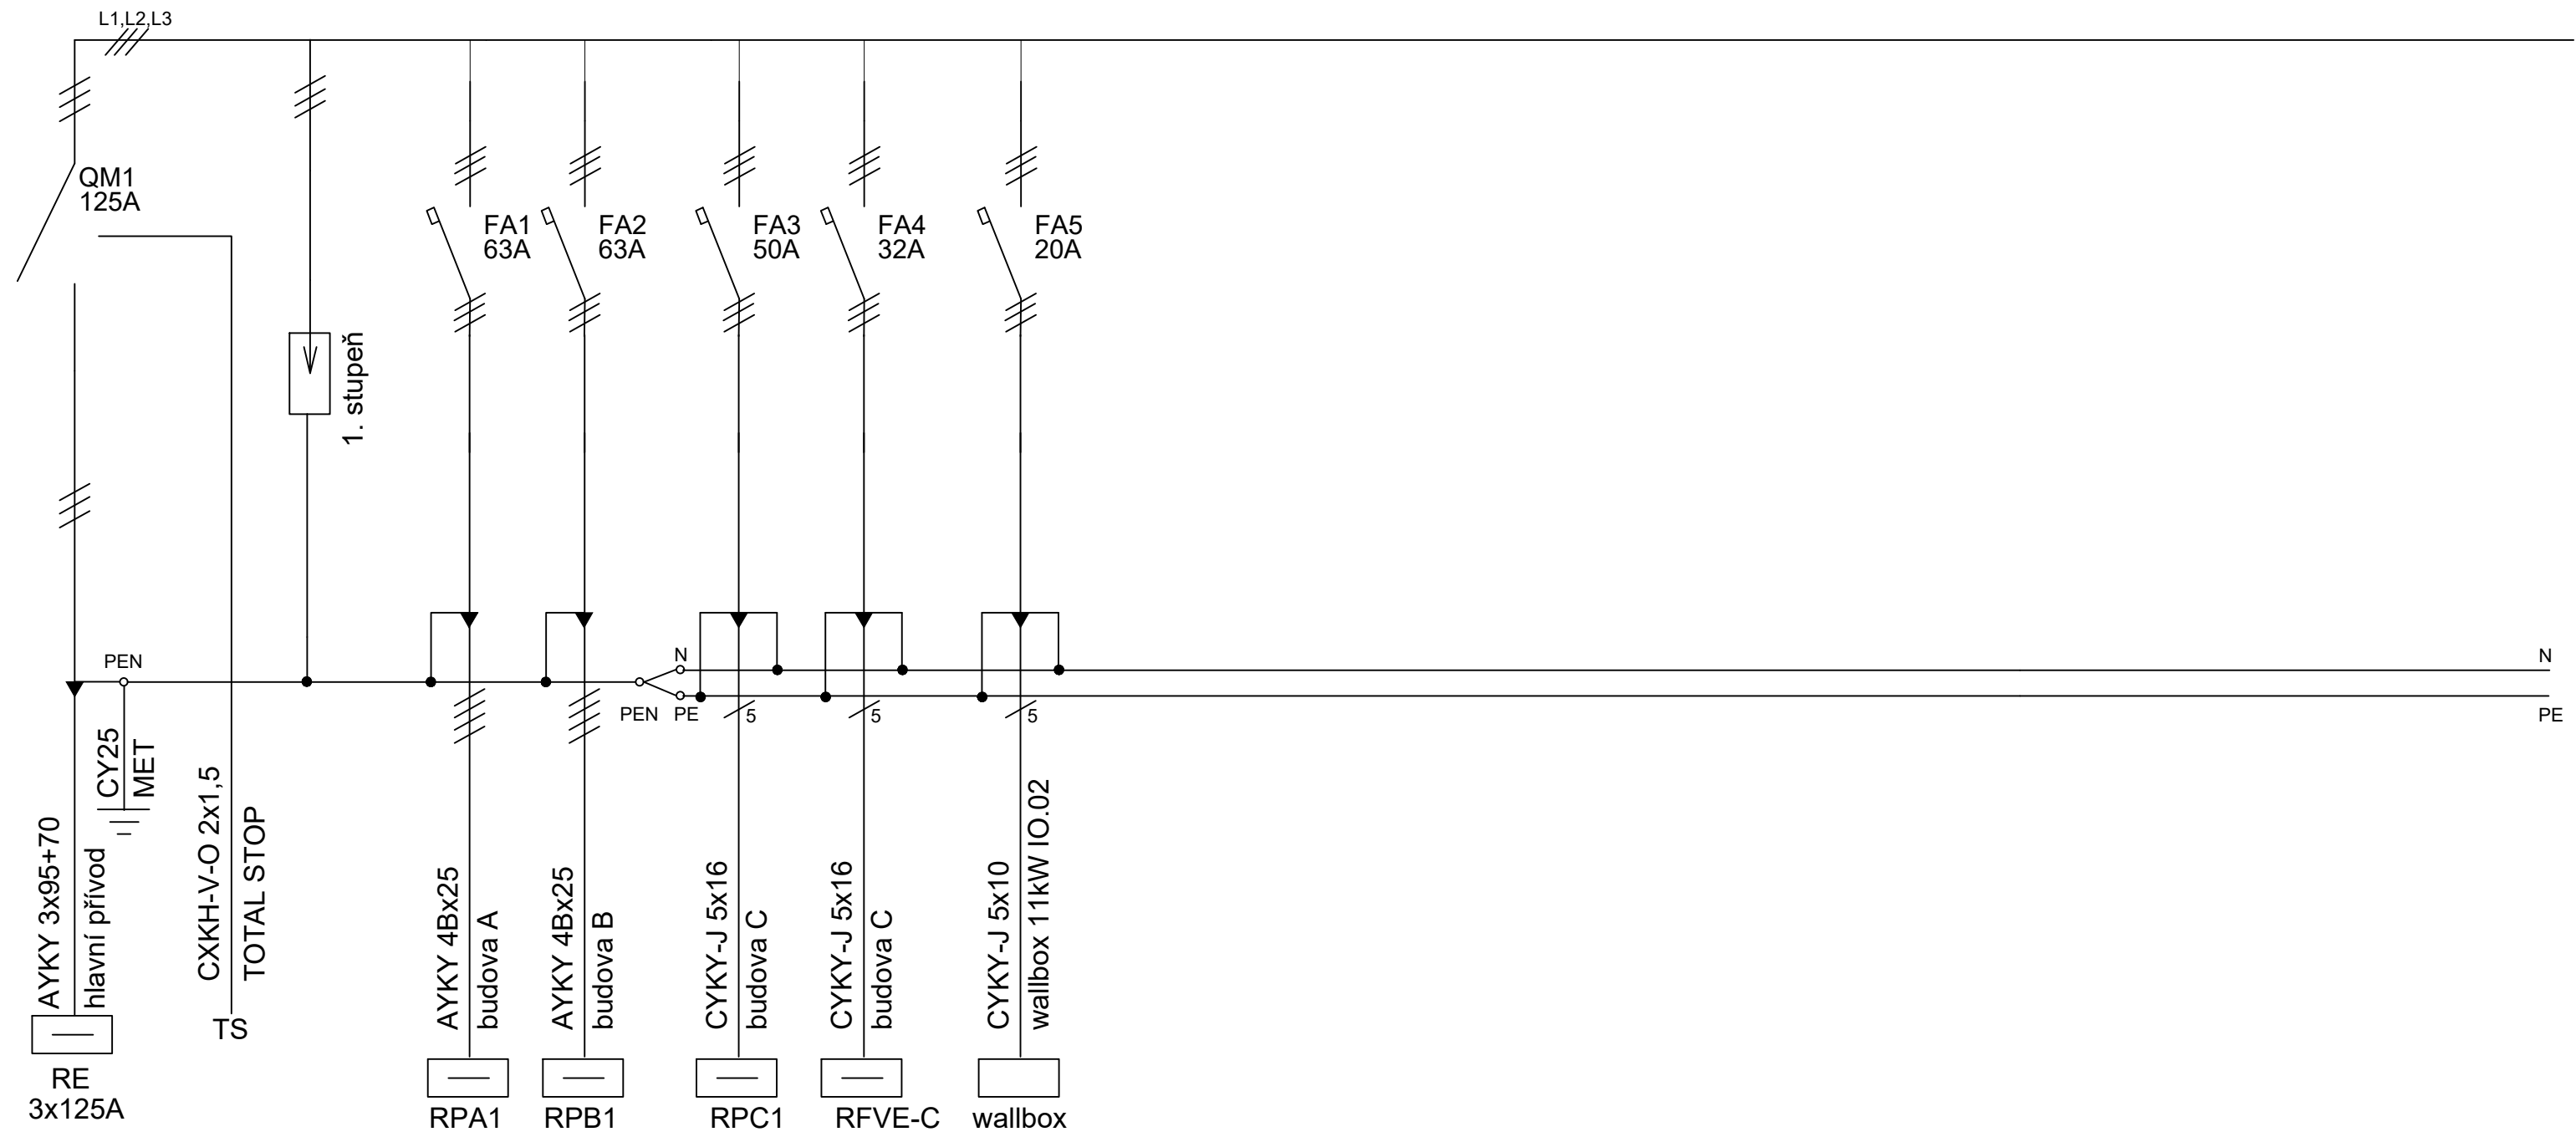 L1,L2,L3
QM1
125A
FA1
63A
FA2
63A
FA3
50A
FA4
32A
FA5
20A
1. stupeň
PEN
N
PEN
PE
5
5
5
N
PE
AYKY 3x95+70
hlavní přívod
CY25
MET
CXKH-V-O 2x1,5
TOTAL STOP
AYKY 4Bx25
budova A
AYKY 4Bx25
budova B
CYKY-J 5x16
budova C
CYKY-J 5x16
budova C
CYKY-J 5x10
wallbox 11kW IO.02
TS
RE
3x125A
RPA1
RPB1
RPC1
RFVE-C
wallbox